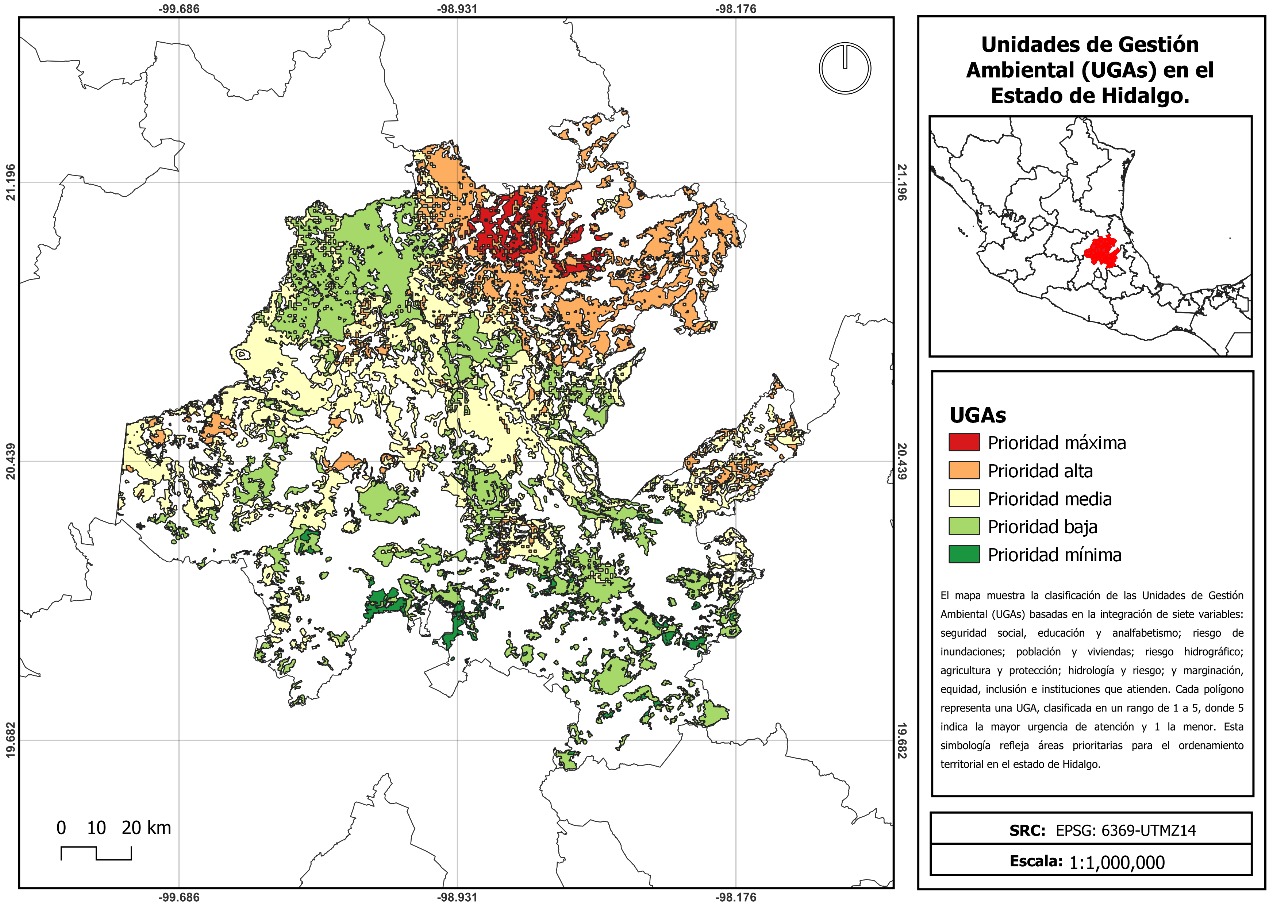 -99.686
-98.931
-98.176
21.196
21.196
20.439
20.439
19.682
19.682
0 10 20 km
-99.686
-98.931
-98.176
Unidades de Gestión
Ambiental (UGAs) en el
Estado de Hidalgo.
UGAs
Prioridad máxima
Prioridad alta
Prioridad media
Prioridad baja
Prioridad mínima
El mapa muestra la clasificación de las Unidades de Gestión
Ambiental (UGAs) basadas en la integración de siete variables:
seguridad social, educación y analfabetismo; riesgo de
inundaciones; población y viviendas; riesgo hidrográfico;
agricultura y protección; hidrología y riesgo; y marginación,
equidad, inclusión e instituciones que atienden. Cada polígono
representa una UGA, clasificada en un rango de 1 a 5, donde 5
indica la mayor urgencia de atención y 1 la menor. Esta
simbología refleja áreas prioritarias para el ordenamiento
territorial en el estado de Hidalgo.
SRC: EPSG: 6369-UTMZ14
Escala: 1:1,000,000